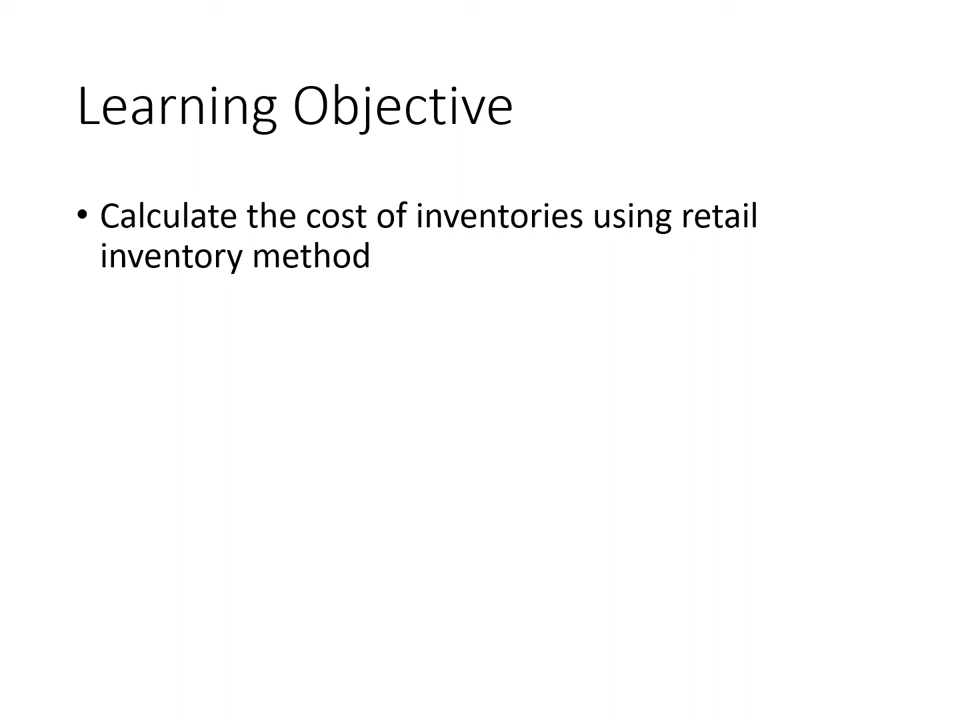 Learning Objective
• Calculate the cost of inventories using retail
inventory method